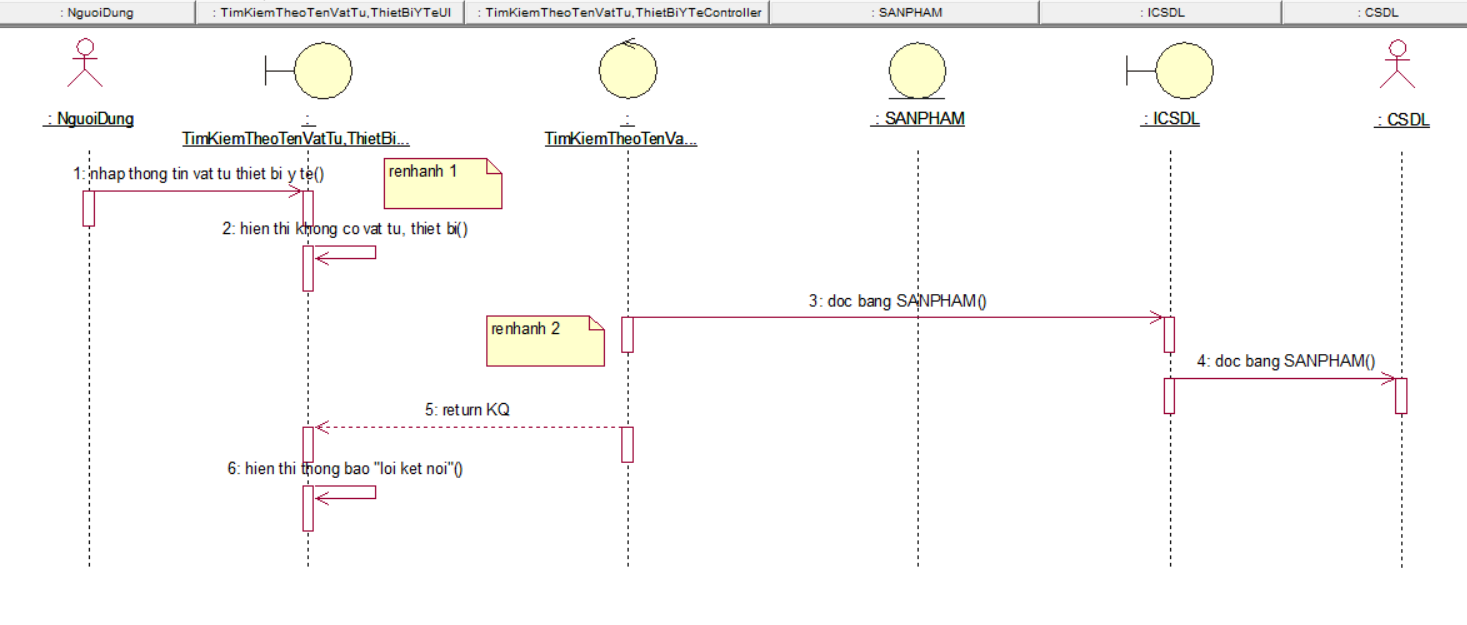 : NguoiDung
: TimKiemTheoTenVatTu,ThietBiYTeUI
: TimKiemTheoTenVatTu,ThietBiYTeController
: SANPHAM
: ICSDL
: CSDL
: NguoiDung
:
TimKiemTheoTenVatTu,ThietBi...
:
TimKiemTheoTenVa...
: SANPHAM
: ICSDL
: CSDL
1: nhap thong tin vat tu thiet bi y te()
renhanh 1
2: hien thi khong co vat tu, thiet bi()
3: doc bang SANPHAM()
renhanh 2
4: doc bang SANPHAM()
5: return KQ
6: hien thi thong bao "loi ket noi"()